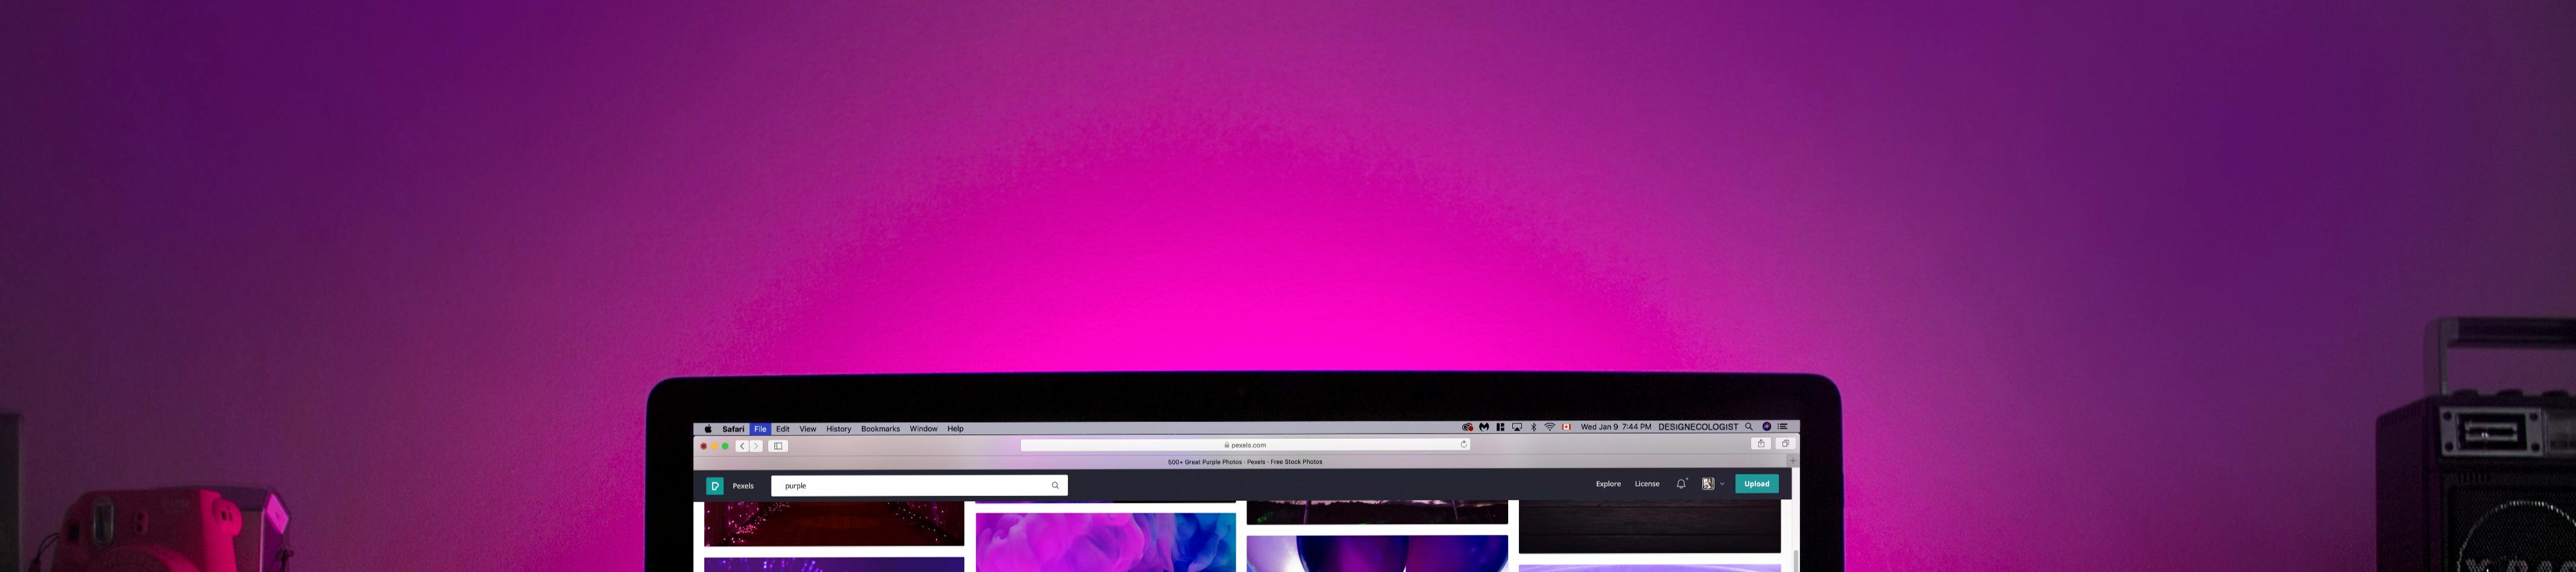 Safari File Edit View History Bookmarks Window Help Wed Jan 9 7:44 PM DESIGNECOLOGIST
pexels.com
500+ Great Purple Photos · Pexels - Free Stock Photos
Pexels purple Explore License Upload